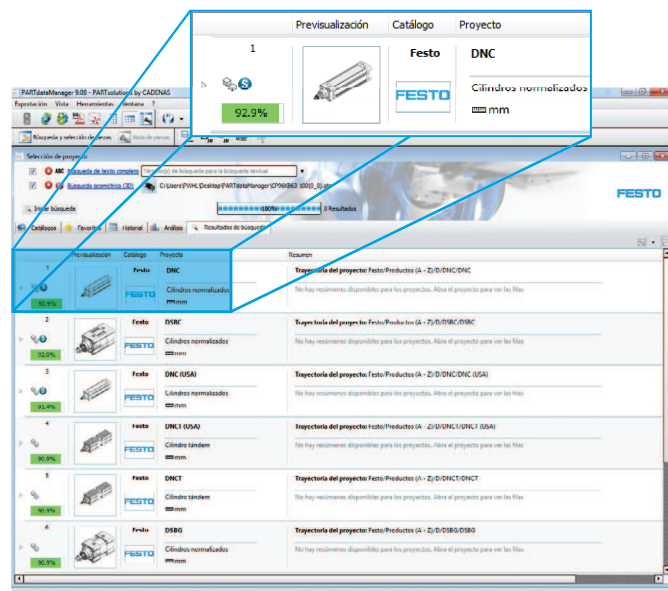 Previsualización Catálogo Proyecto
1 Festo DNC
FESTO Cilindros normalizados
92.9% mm
PARTdataManager 9.00 - PARTsolutions by CADENAS
Exportación Vista Herramientas Ventana ?
Búsqueda y selección de piezas
Selección de proyecto
ABC Búsqueda de texto completo Término(s) de búsqueda para la búsqueda textual
Búsqueda geométrica (3D)
FESTO
Iniciar búsqueda 100% 8 Resultados
Catálogos Favoritos Historial Análisis Resultados de búsqueda
Previsualización Catálogo Proyecto Resumen
1 Festo DNC Trayectoria del proyecto: Festo/Productos (A - Z)/D/DNC/DNC
FESTO Cilindros normalizados No hay resúmenes disponibles para los proyectos. Abra el proyecto para ver las filas
92.9% mm
2 Festo DSBC Trayectoria del proyecto: Festo/Productos (A - Z)/D/DSBC/DSBC
FESTO Cilindros normalizados No hay resúmenes disponibles para los proyectos. Abra el proyecto para ver las filas
92.0% mm
3 Festo DNC (USA) Trayectoria del proyecto: Festo/Productos (A - Z)/D/DNC/DNC (USA)
FESTO Cilindros normalizados No hay resúmenes disponibles para los proyectos. Abra el proyecto para ver las filas
mm
4 Festo DNCT (USA) Trayectoria del proyecto: Festo/Productos (A - Z)/D/DNCT/DNCT (USA)
FESTO Cilindro tándem No hay resúmenes disponibles para los proyectos. Abra el proyecto para ver las filas
90.9% mm
5 Festo DNCT Trayectoria del proyecto: Festo/Productos (A - Z)/D/DNCT/DNCT
FESTO Cilindro tándem No hay resúmenes disponibles para los proyectos. Abra el proyecto para ver las filas
90.9% mm
6 Festo DSBG Trayectoria del proyecto: Festo/Productos (A - Z)/D/DSBG/DSBG
FESTO Cilindros normalizados No hay resúmenes disponibles para los proyectos. Abra el proyecto para ver las filas
90.9% mm